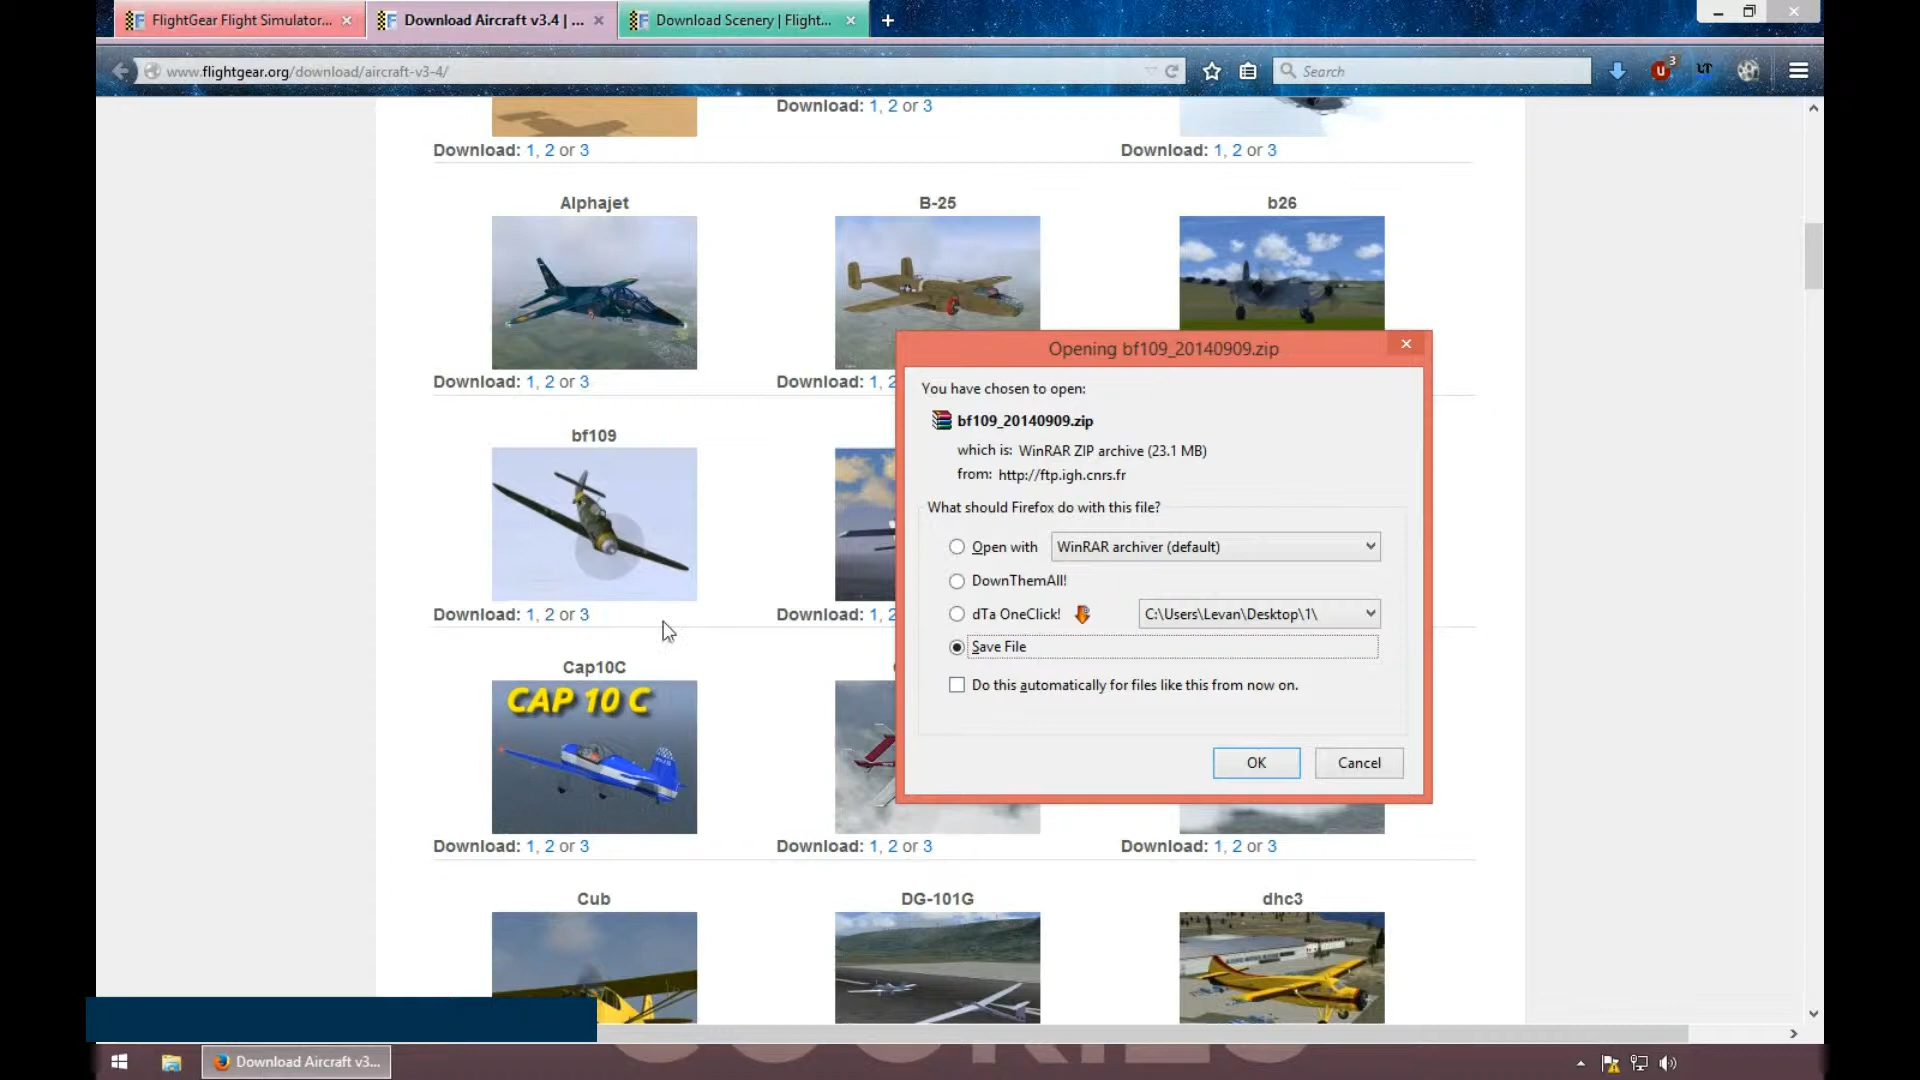 FlightGear Flight Simulator...
Download Aircraft v3.4 | ...
Download Scenery | Flight...
www.flightgear.org/download/aircraft-v3-4/
Search
3
Download: 1, 2 or 3
Download: 1, 2 or 3
Download: 1, 2 or 3
Alphajet
B-25
b26
Download: 1, 2 or 3
Download: 1, 2
bf109
Download: 1, 2 or 3
Download: 1, 2
Cap10C
CAP 10 C
Download: 1, 2 or 3
Download: 1, 2 or 3
Download: 1, 2 or 3
Cub
DG-101G
dhc3
Opening bf109_20140909.zip
You have chosen to open:
bf109_20140909.zip
which is: WinRAR ZIP archive (23.1 MB)
from: http://ftp.igh.cnrs.fr
What should Firefox do with this file?
Open with
WinRAR archiver (default)
DownThemAll!
dTa OneClick!
C:\Users\Levan\Desktop\1\
Save File
Do this automatically for files like this from now on.
OK
Cancel
Download Aircraft v3...